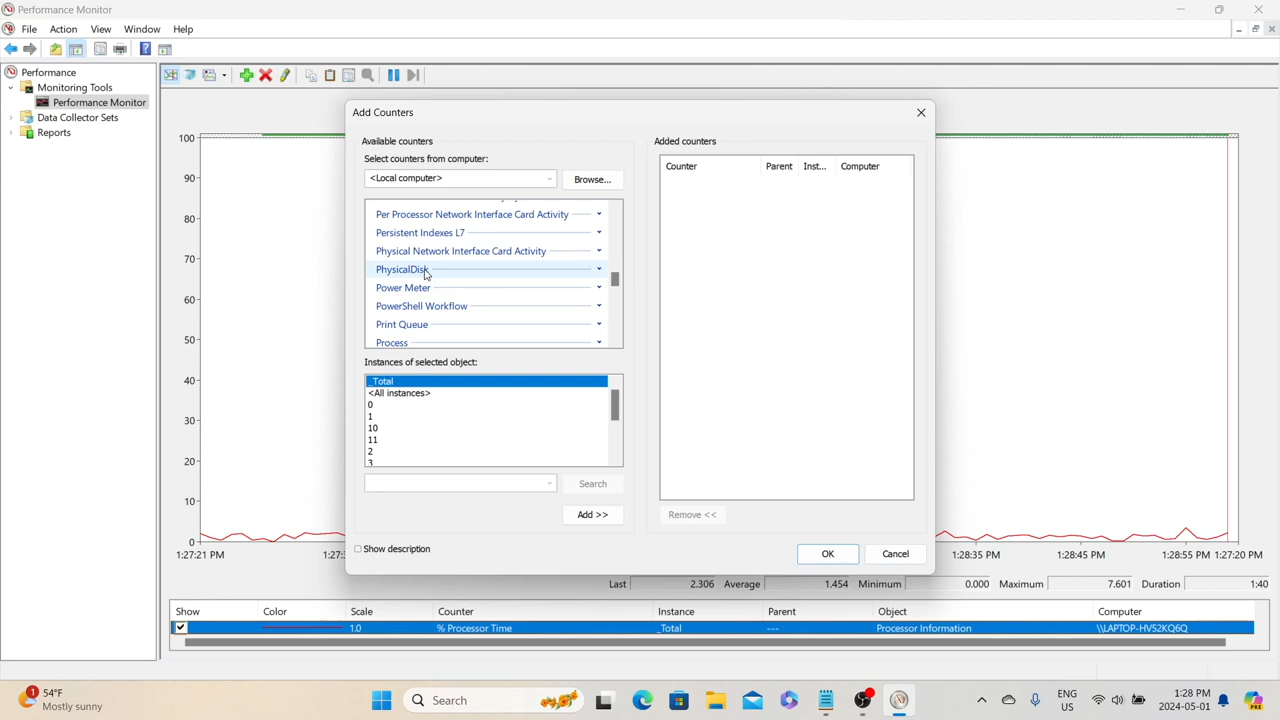 Performance Monitor
File Action View Window Help
Performance
Monitoring Tools
Performance Monitor
Data Collector Sets
Reports
100
90
80
70
60
50
40
30
20
10
0
1:27:21 PM 1:28:35 PM 1:28:45 PM 1:28:55 PM 1:27:20 PM
Add Counters
Available counters
Select counters from computer:
<Local computer>
Browse...
Per Processor Network Interface Card Activity
Persistent Indexes L7
Physical Network Interface Card Activity
PhysicalDisk
Power Meter
PowerShell Workflow
Print Queue
Process
Instances of selected object:
_Total
<All instances>
0
1
10
11
2
3
Search
Add >>
Show description
Added counters
Counter Parent Inst... Computer
Remove <<
OK Cancel
Last 2.306 Average 1.454 Minimum 0.000 Maximum 7.601 Duration 1:40
Show Color Scale Counter Instance Parent Object Computer
1.0 % Processor Time _Total --- Processor Information \\LAPTOP-HV52KQ6Q
1
54°F
Mostly sunny
Search
ENG
US
1:28 PM
2024-05-01
PRE